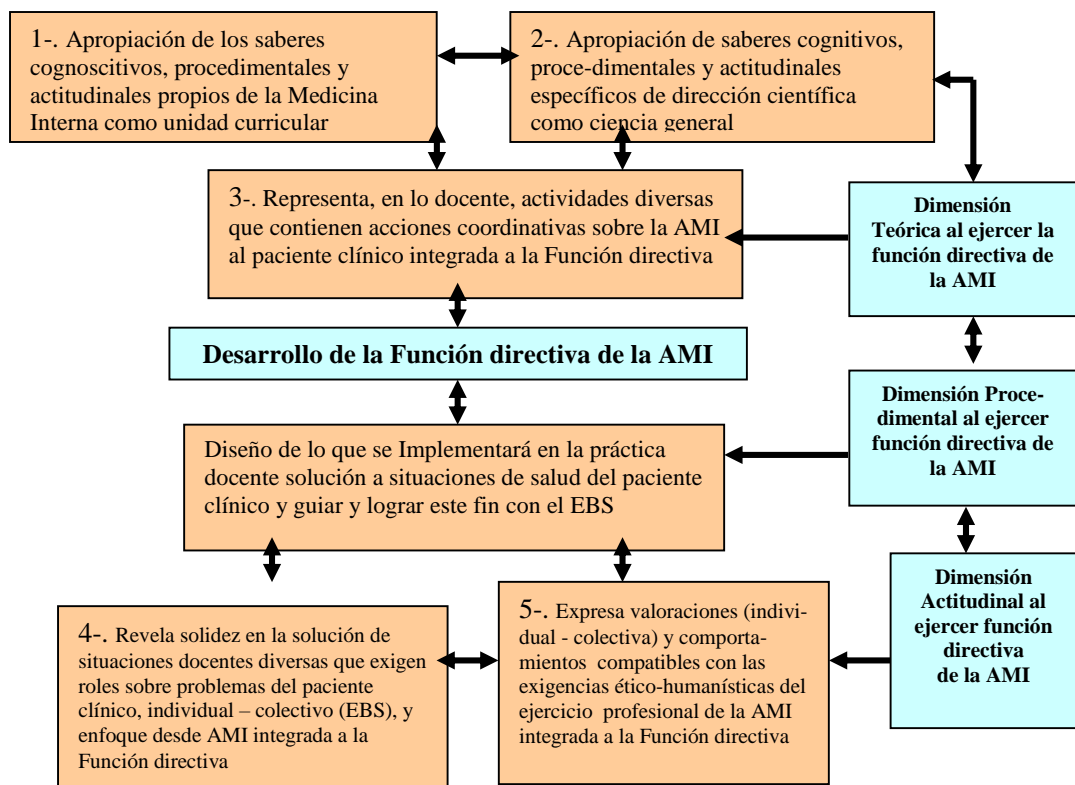 1-. Apropiación de los saberes
cognoscitivos, procedimentales y
actitudinales propios de la Medicina
Interna como unidad curricular
2-. Apropiación de saberes cognitivos,
proce-dimentales y actitudinales
específicos de dirección científica
como ciencia general
3-. Representa, en lo docente, actividades diversas
que contienen acciones coordinativas sobre la AMI
al paciente clínico integrada a la Función directiva
Dimensión
Teórica al ejercer la
función directiva de
la AMI
Desarrollo de la Función directiva de la AMI
Dimensión Proce-
dimental al ejercer
función directiva de
la AMI
Diseño de lo que se Implementará en la práctica
docente solución a situaciones de salud del paciente
clínico y guiar y lograr este fin con el EBS
Dimensión
Actitudinal al
ejercer función
directiva
de la AMI
4-. Revela solidez en la solución de
situaciones docentes diversas que exigen
roles sobre problemas del paciente
clínico, individual – colectivo (EBS), y
enfoque desde AMI integrada a la
Función directiva
5-. Expresa valoraciones (indivi-
dual - colectiva) y comporta-
mientos compatibles con las
exigencias ético-humanísticas del
ejercicio profesional de la AMI
integrada a la Función directiva